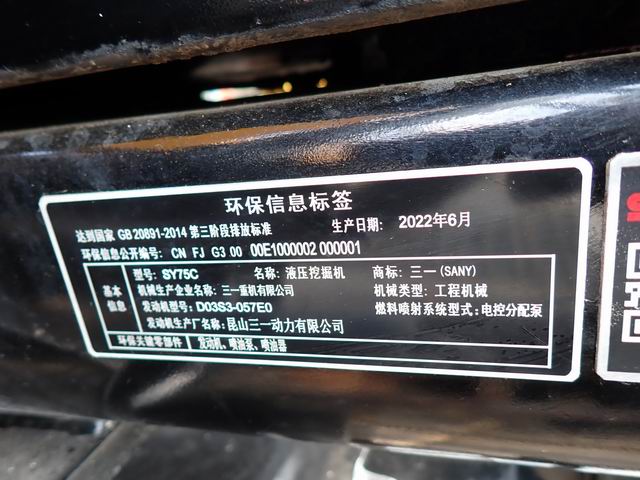 环保信息标签
达到国家 GB 20891-2014 第三阶段排放标准 生产日期: 2022年6月
环保信息公开编号: CN FJ G3 00 00E1000002 000001
基本信息
型号: SY75C 名称: 液压挖掘机 商标: 三一(SANY)
机械生产企业名称: 三一重机有限公司 机械类型: 工程机械
发动机型号: D03S3-057E0 燃料喷射系统型式: 电控分配泵
发动机生产厂名称: 昆山三一动力有限公司
环保关键零部件 发动机、喷油泵、喷油器